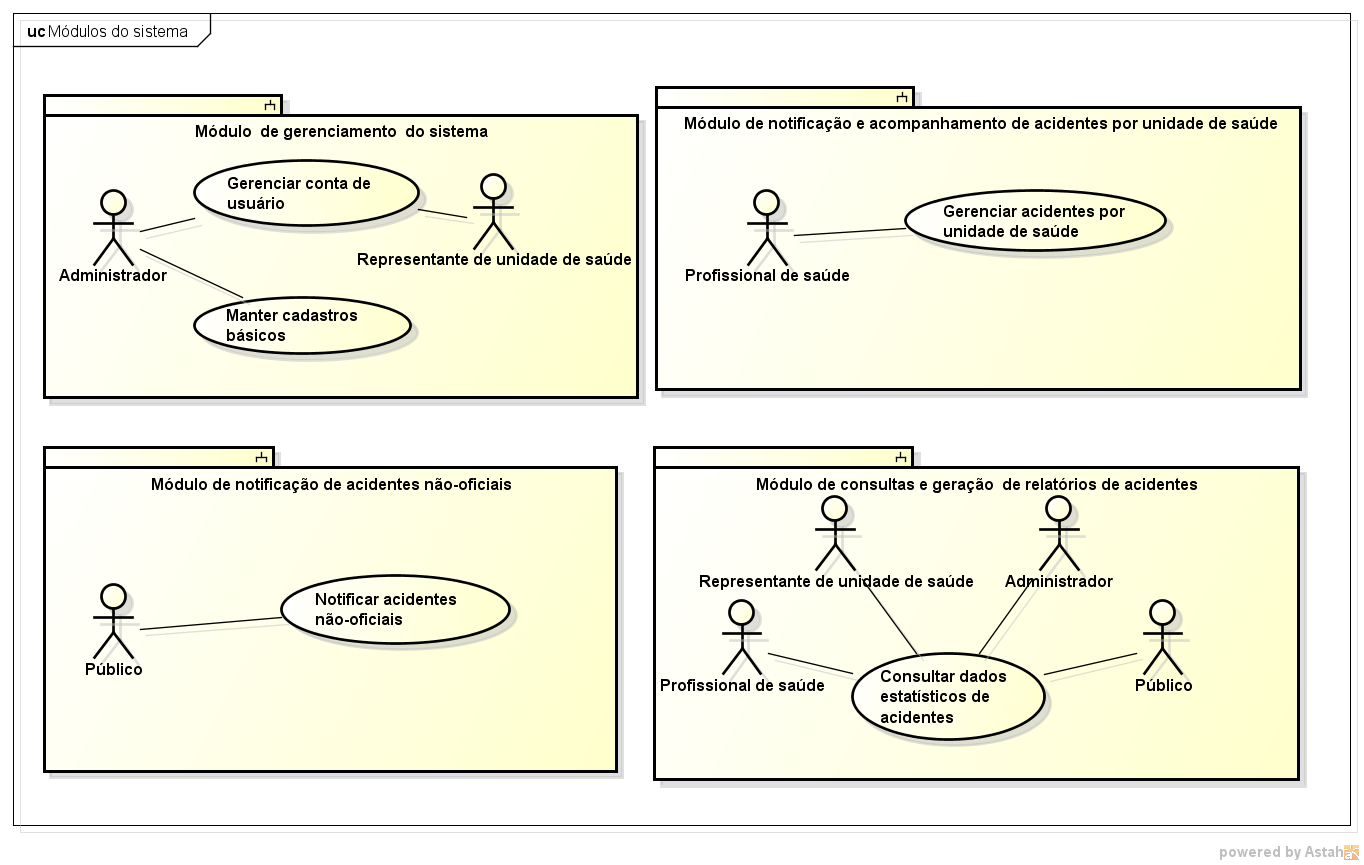 uc Módulos do sistema
Módulo de gerenciamento do sistema
Gerenciar conta de
usuário
Administrador
Representante de unidade de saúde
Manter cadastros
básicos
Módulo de notificação e acompanhamento de acidentes por unidade de saúde
Gerenciar acidentes por
unidade de saúde
Profissional de saúde
Módulo de notificação de acidentes não-oficiais
Notificar acidentes
não-oficiais
Público
Módulo de consultas e geração de relatórios de acidentes
Representante de unidade de saúde
Administrador
Profissional de saúde
Consultar dados
estatísticos de
acidentes
Público
powered by Astah